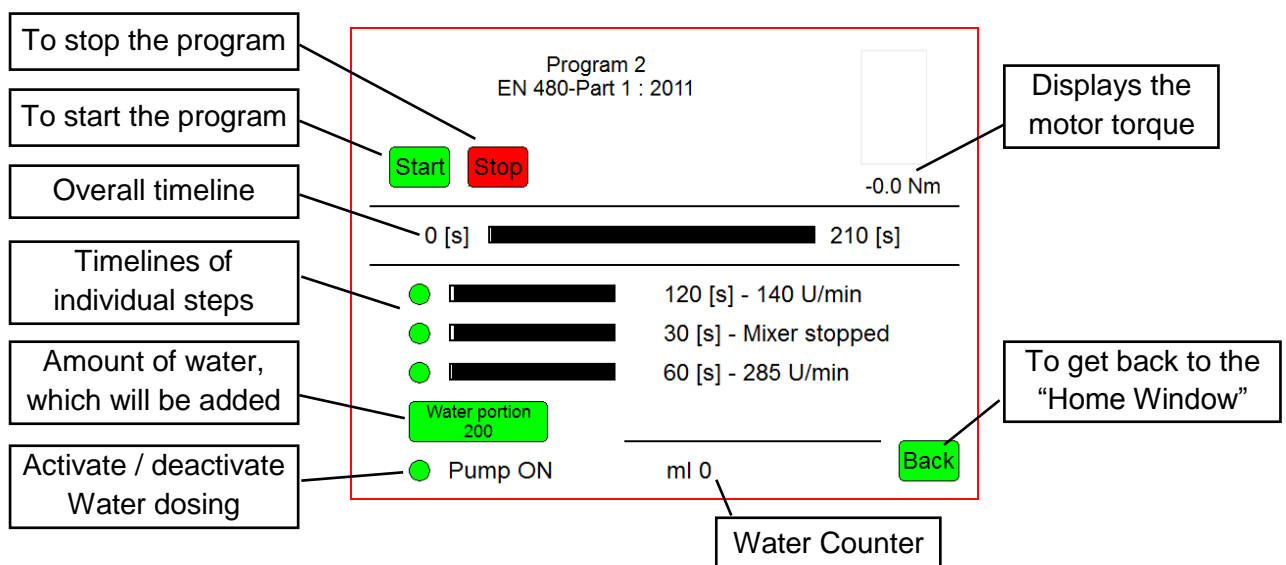 To stop the program
To start the program
Overall timeline
Timelines of
individual steps
Amount of water,
which will be added
Activate / deactivate
Water dosing
Program 2
EN 480-Part 1 : 2011
Start
Stop
-0.0 Nm
0 [s]
210 [s]
120 [s] - 140 U/min
30 [s] - Mixer stopped
60 [s] - 285 U/min
Water portion
200
Pump ON
ml 0
Back
Displays the
motor torque
To get back to the
“Home Window”
Water Counter